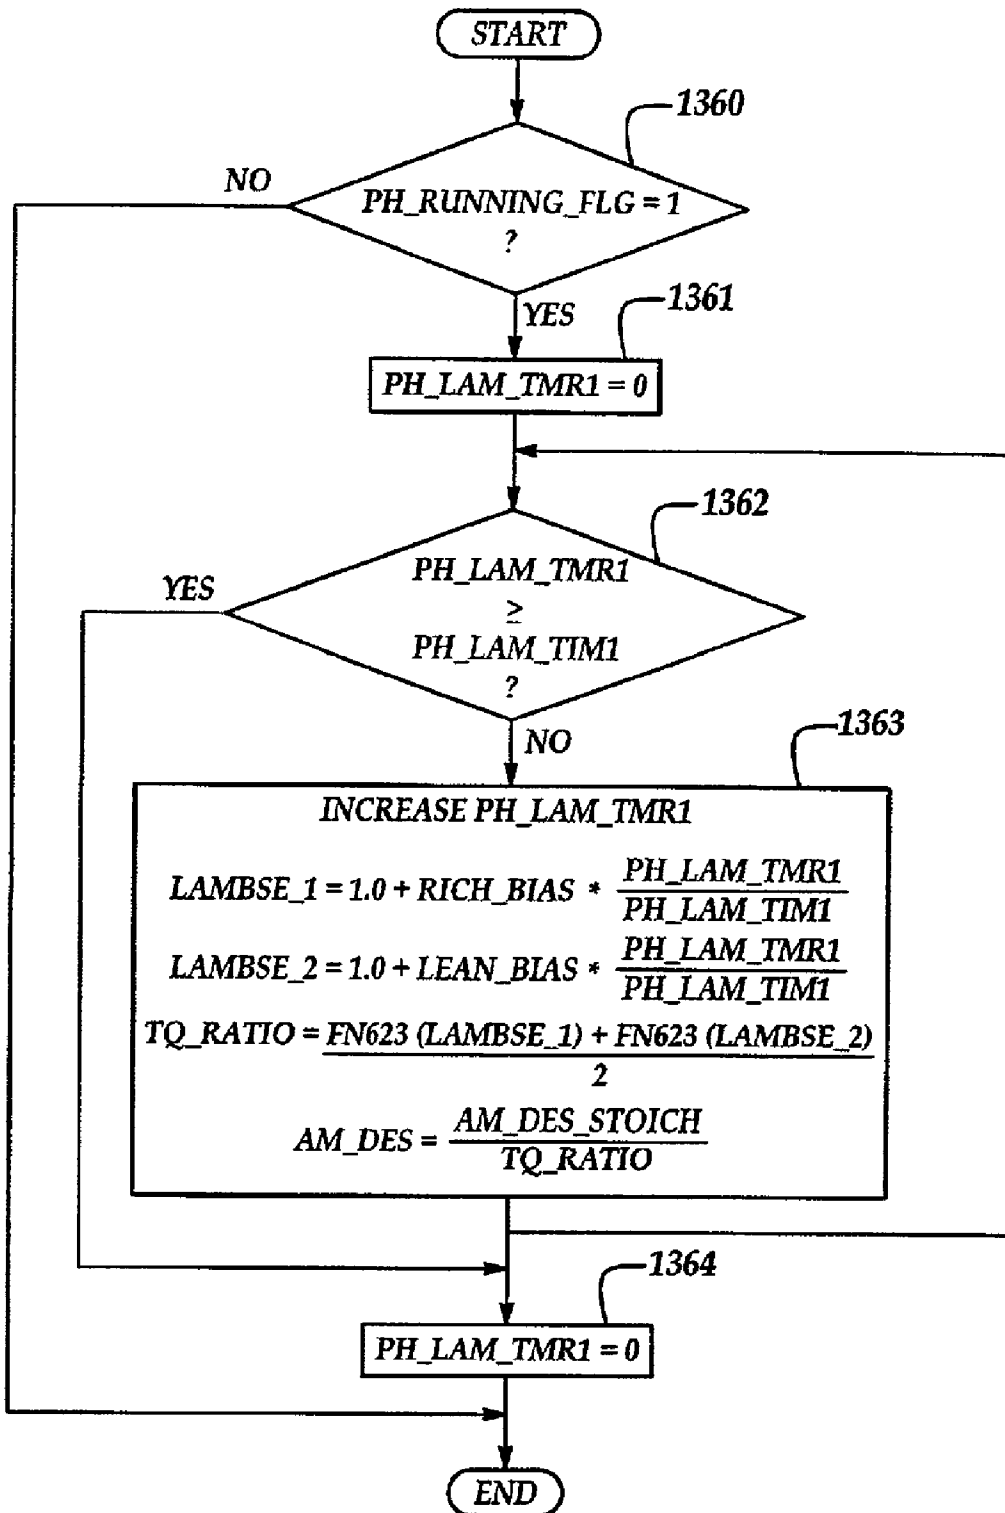 START
1360
NO
PH_RUNNING_FLG = 1
?
1361
YES
PH_LAM_TMR1 = 0
1362
YES
PH_LAM_TMR1
≥
PH_LAM_TIM1
?
NO
1363
INCREASE PH_LAM_TMR1
LAMBSE_1 = 1.0 + RICH_BIAS * PH_LAM_TMR1
PH_LAM_TIM1
LAMBSE_2 = 1.0 + LEAN_BIAS * PH_LAM_TMR1
PH_LAM_TIM1
TQ_RATIO = FN623 (LAMBSE_1) + FN623 (LAMBSE_2)
2
AM_DES = AM_DES_STOICH
TQ_RATIO
1364
PH_LAM_TMR1 = 0
END